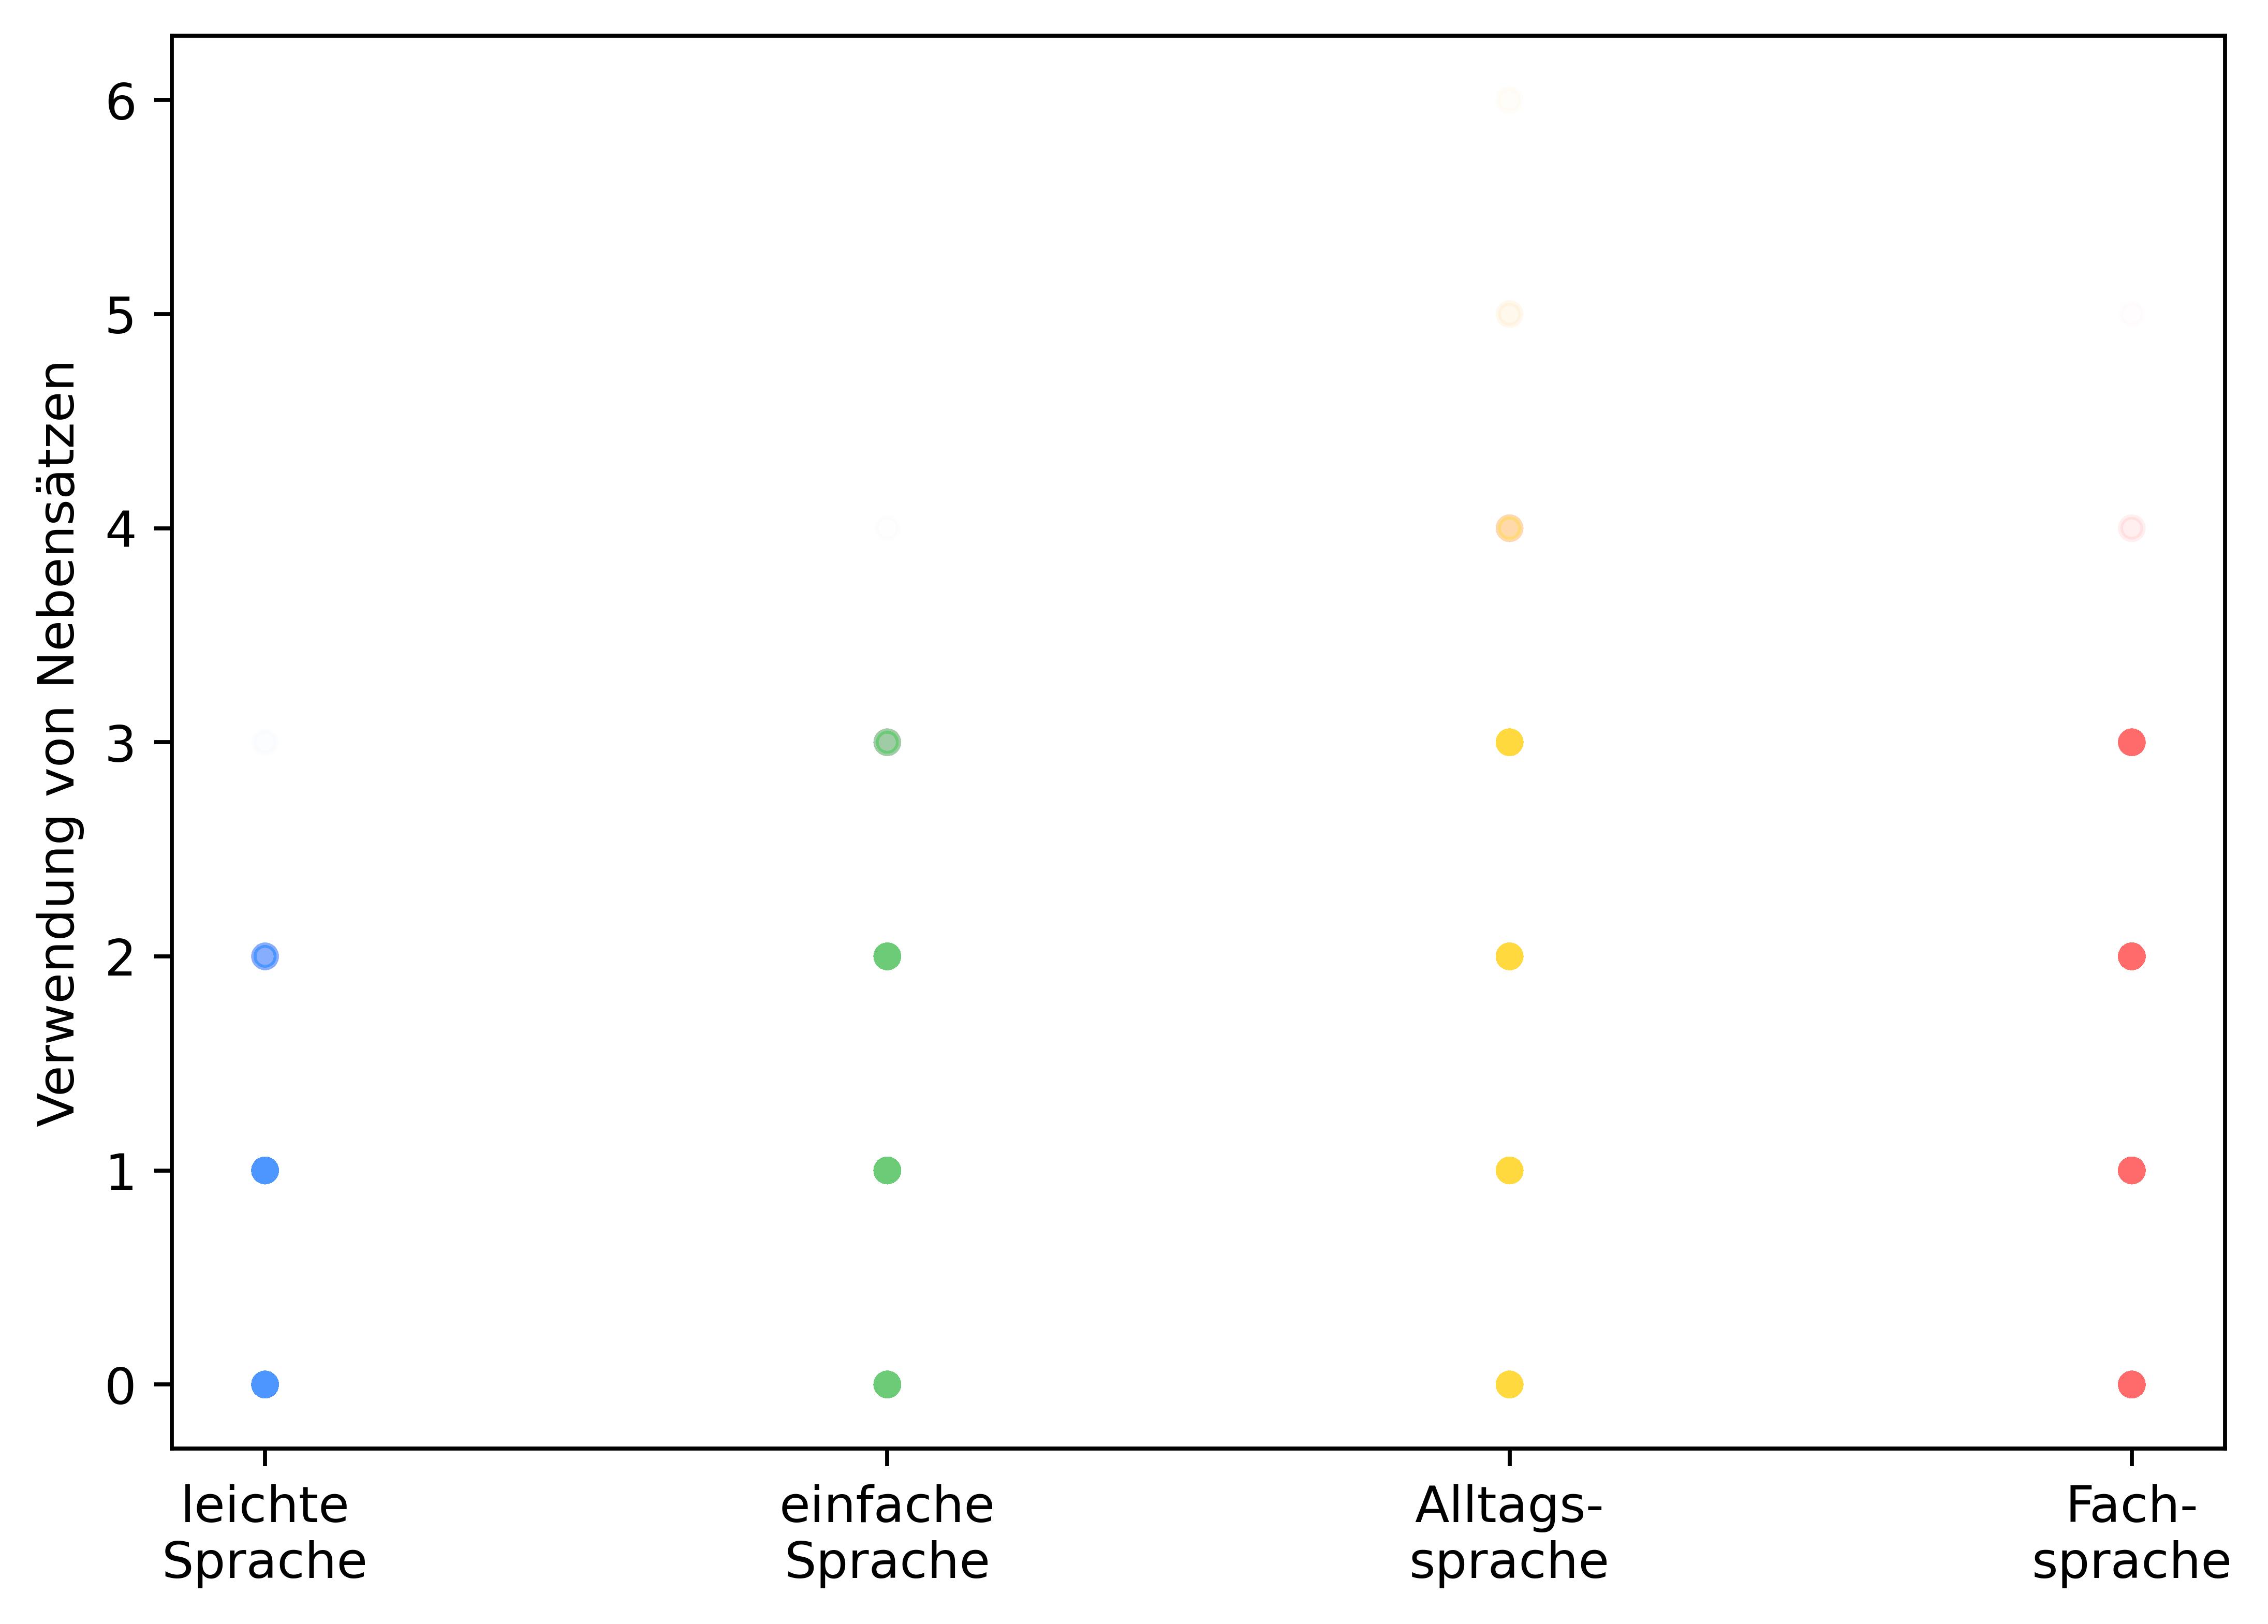 Verwendung von Nebensätzen
6
5
4
3
2
1
0
leichte
Sprache
einfache
Sprache
Alltags-
sprache
Fach-
sprache